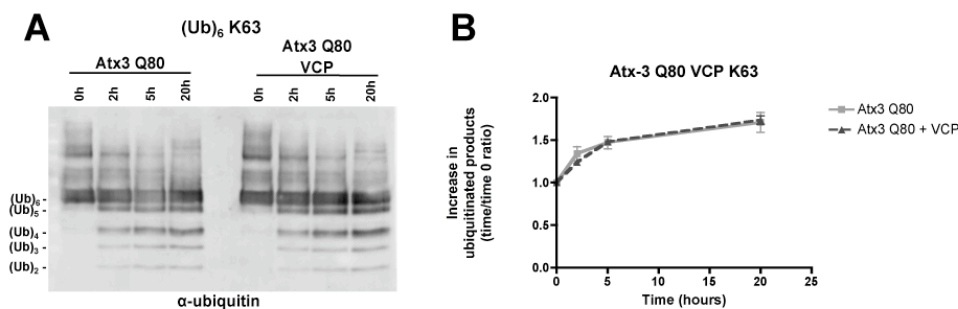 A
(Ub)₆ K63
Atx3 Q80
Atx3 Q80
VCP
0h 2h 5h 20h 0h 2h 5h 20h
(Ub)₆ -
(Ub)₅ -
(Ub)₄ -
(Ub)₃ -
(Ub)₂ -
α-ubiquitin
B
Atx-3 Q80 VCP K63
Increase in
ubiquitinated products
(time/time 0 ratio)
2.0
1.5
1.0
0.5
0.0
0 5 10 15 20 25
Time (hours)
Atx3 Q80
Atx3 Q80 + VCP